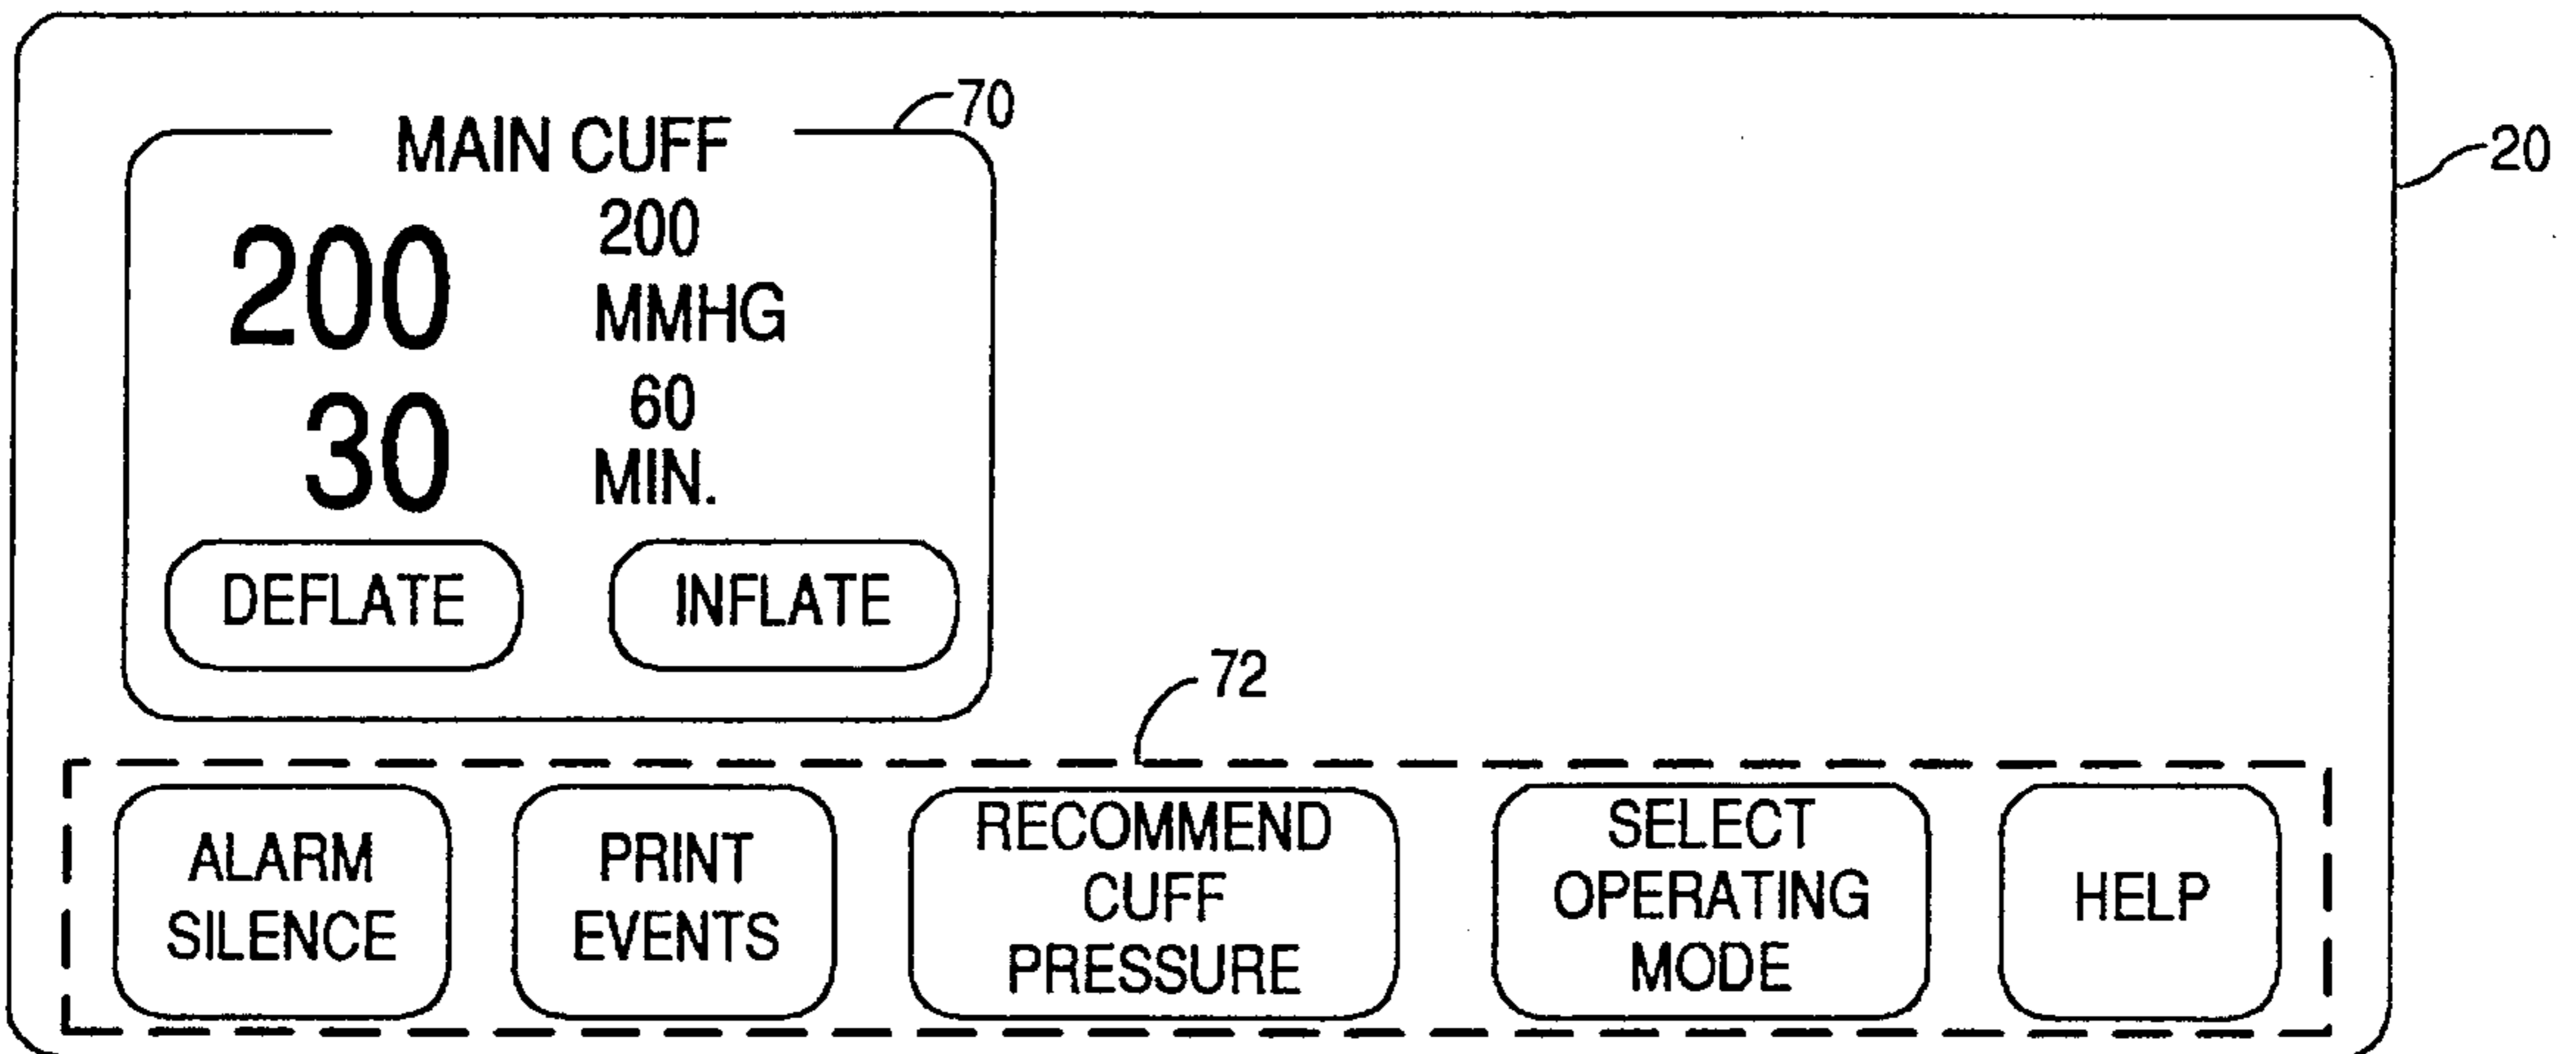 70
MAIN CUFF
20
200
200
MMHG
30
60
MIN.
DEFLATE
INFLATE
72
ALARM
SILENCE
PRINT
EVENTS
RECOMMEND
CUFF
PRESSURE
SELECT
OPERATING
MODE
HELP